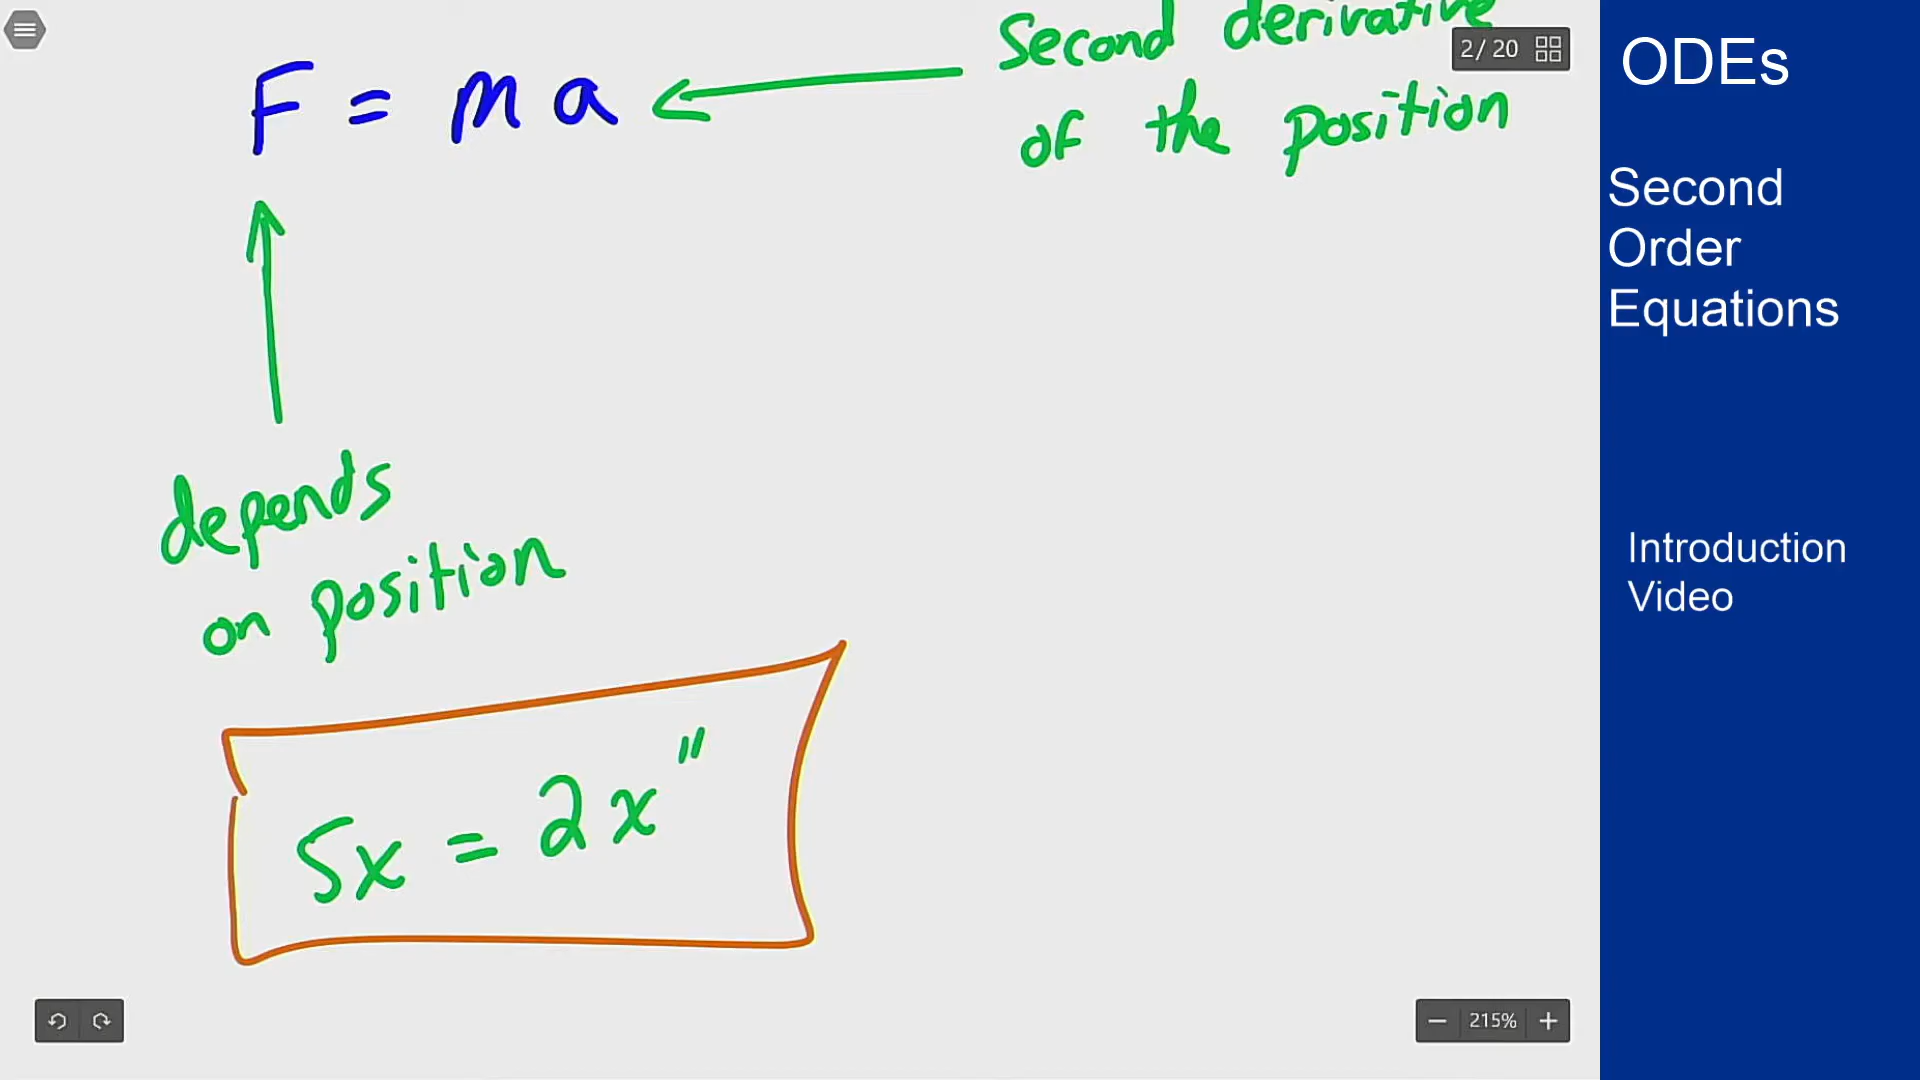 Second derivative
of the position
F = ma
depends
on position
5x = 2x"
2/ 20
215%
ODEs
Second
Order
Equations
Introduction
Video